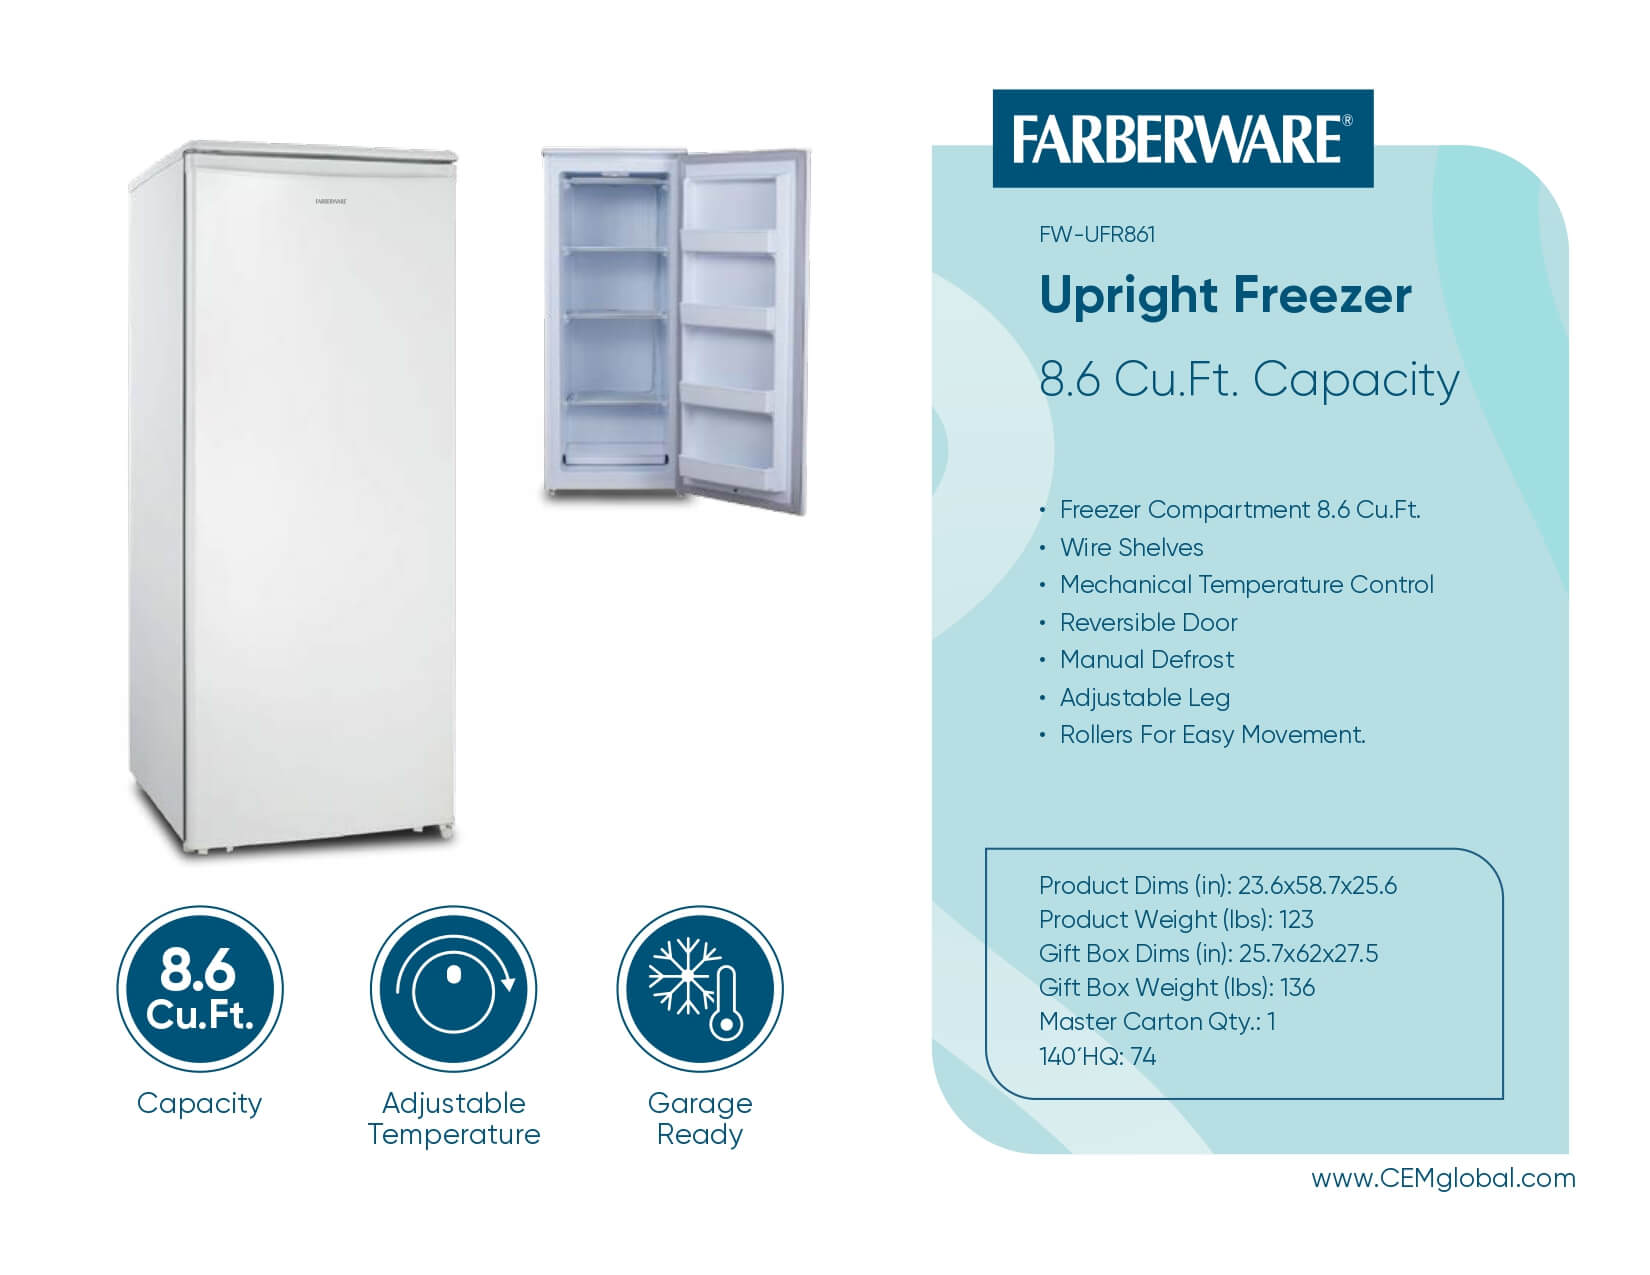 FARBERWARE
FARBERWARE®
FW-UFR861
Upright Freezer
8.6 Cu.Ft. Capacity
• Freezer Compartment 8.6 Cu.Ft.
• Wire Shelves
• Mechanical Temperature Control
• Reversible Door
• Manual Defrost
• Adjustable Leg
• Rollers For Easy Movement.
Product Dims (in): 23.6x58.7x25.6
Product Weight (lbs): 123
Gift Box Dims (in): 25.7x62x27.5
Gift Box Weight (lbs): 136
Master Carton Qty.: 1
140´HQ: 74
8.6
Cu.Ft.
Capacity
Adjustable
Temperature
Garage
Ready
www.CEMglobal.com